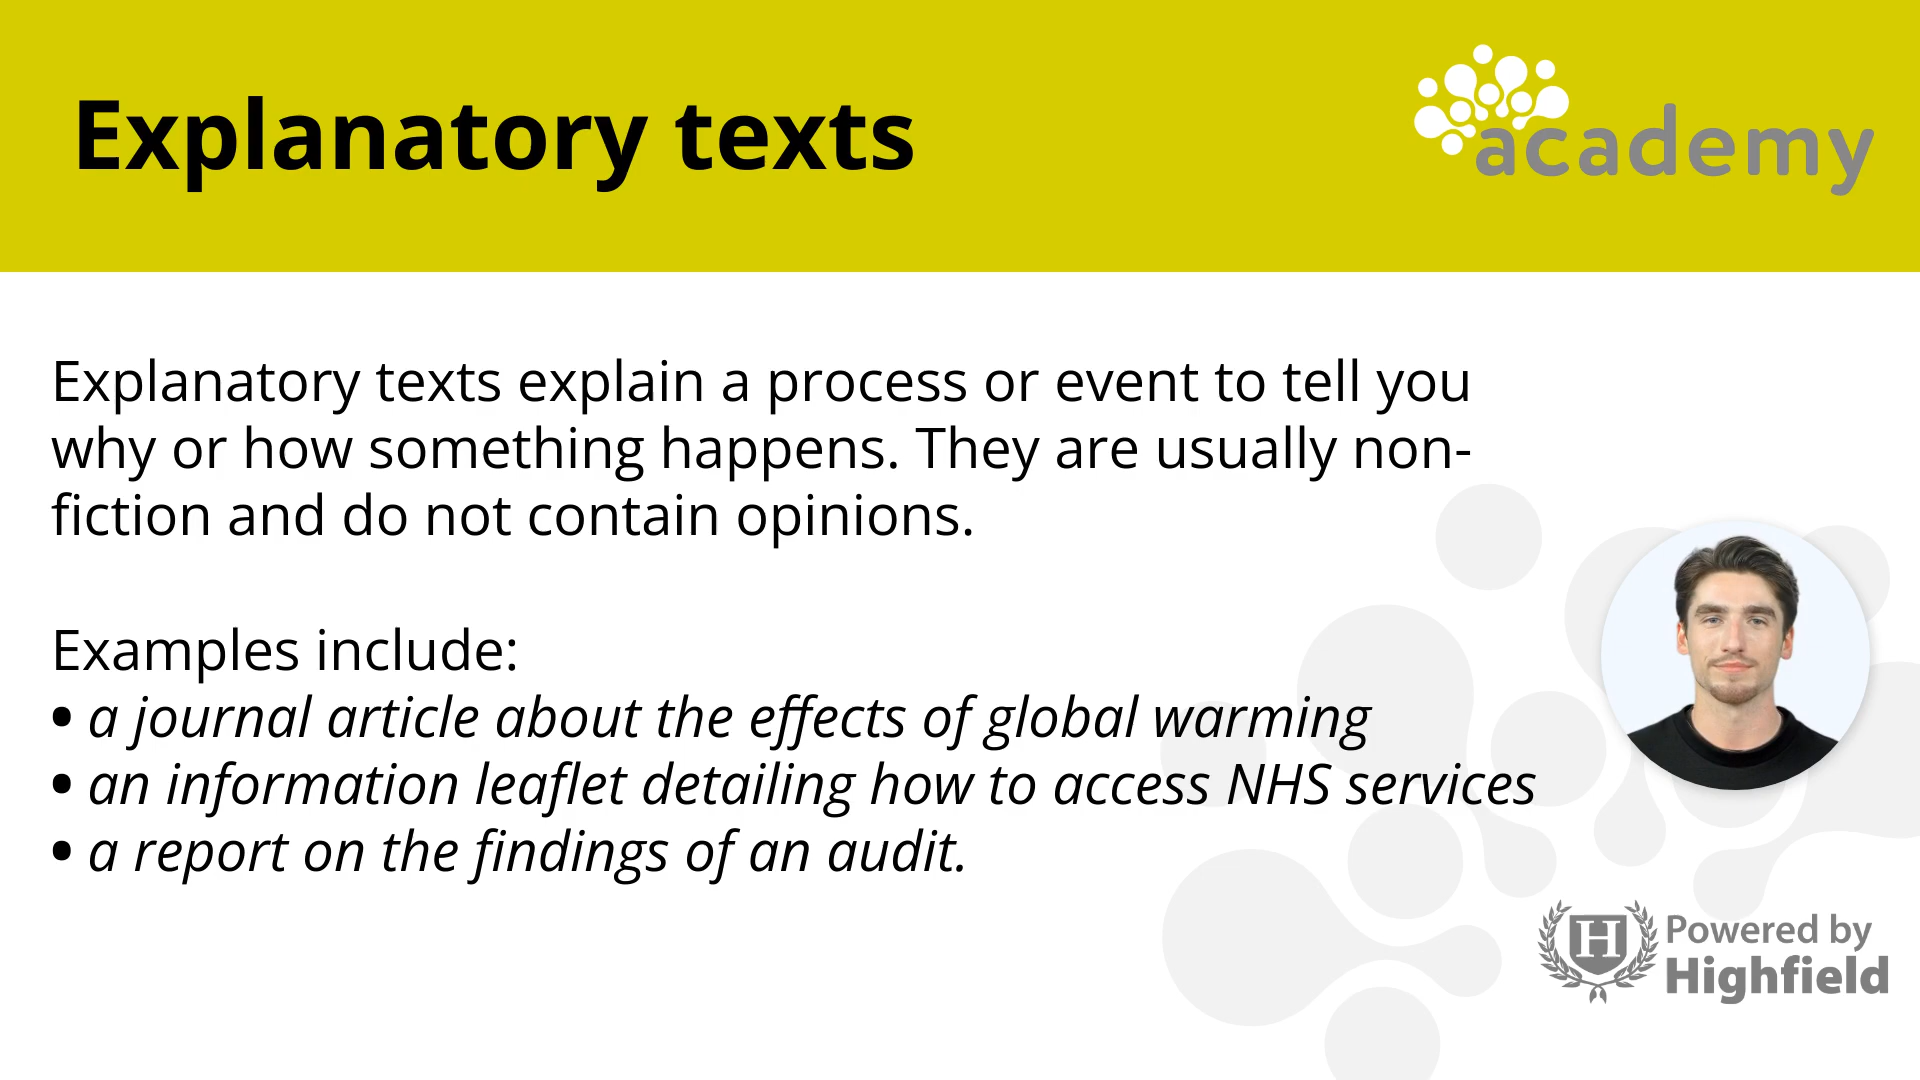 Explanatory texts
academy
Explanatory texts explain a process or event to tell you
why or how something happens. They are usually non-
fiction and do not contain opinions.
Examples include:
• a journal article about the effects of global warming
• an information leaflet detailing how to access NHS services
• a report on the findings of an audit.
H
Powered by
Highfield